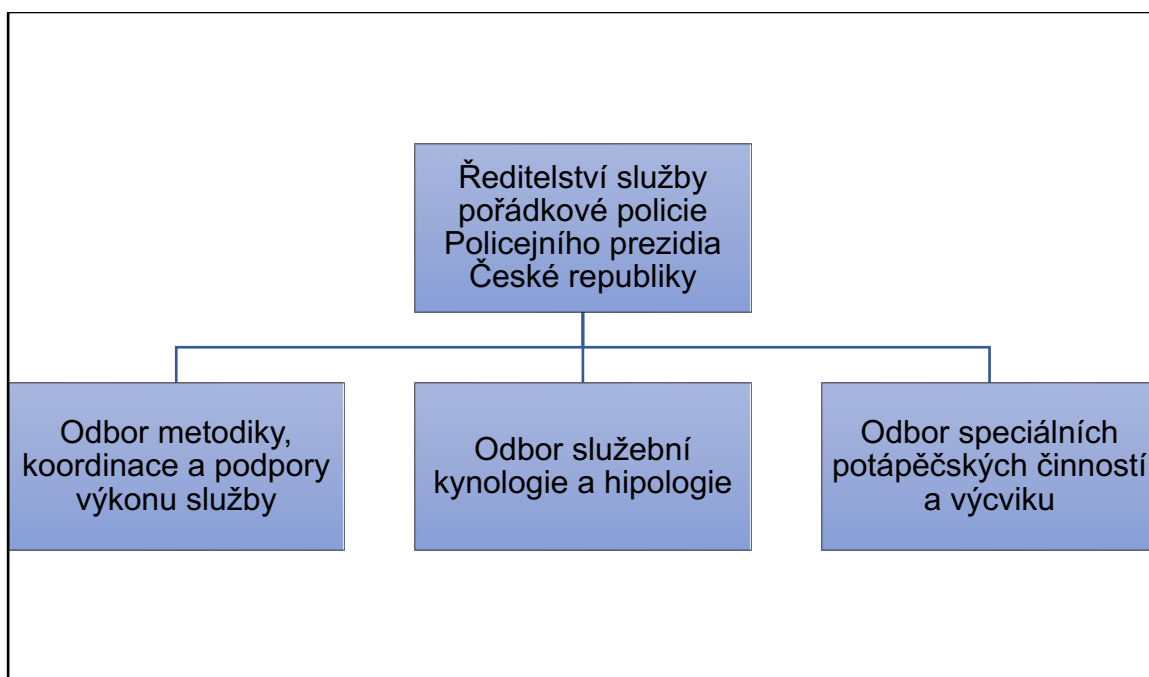 Ředitelství služby
pořádkové policie
Policejního prezidia
České republiky
Odbor metodiky,
koordinace a podpory
výkonu služby
Odbor služební
kynologie a hipologie
Odbor speciálních
potápěčských činností
a výcviku